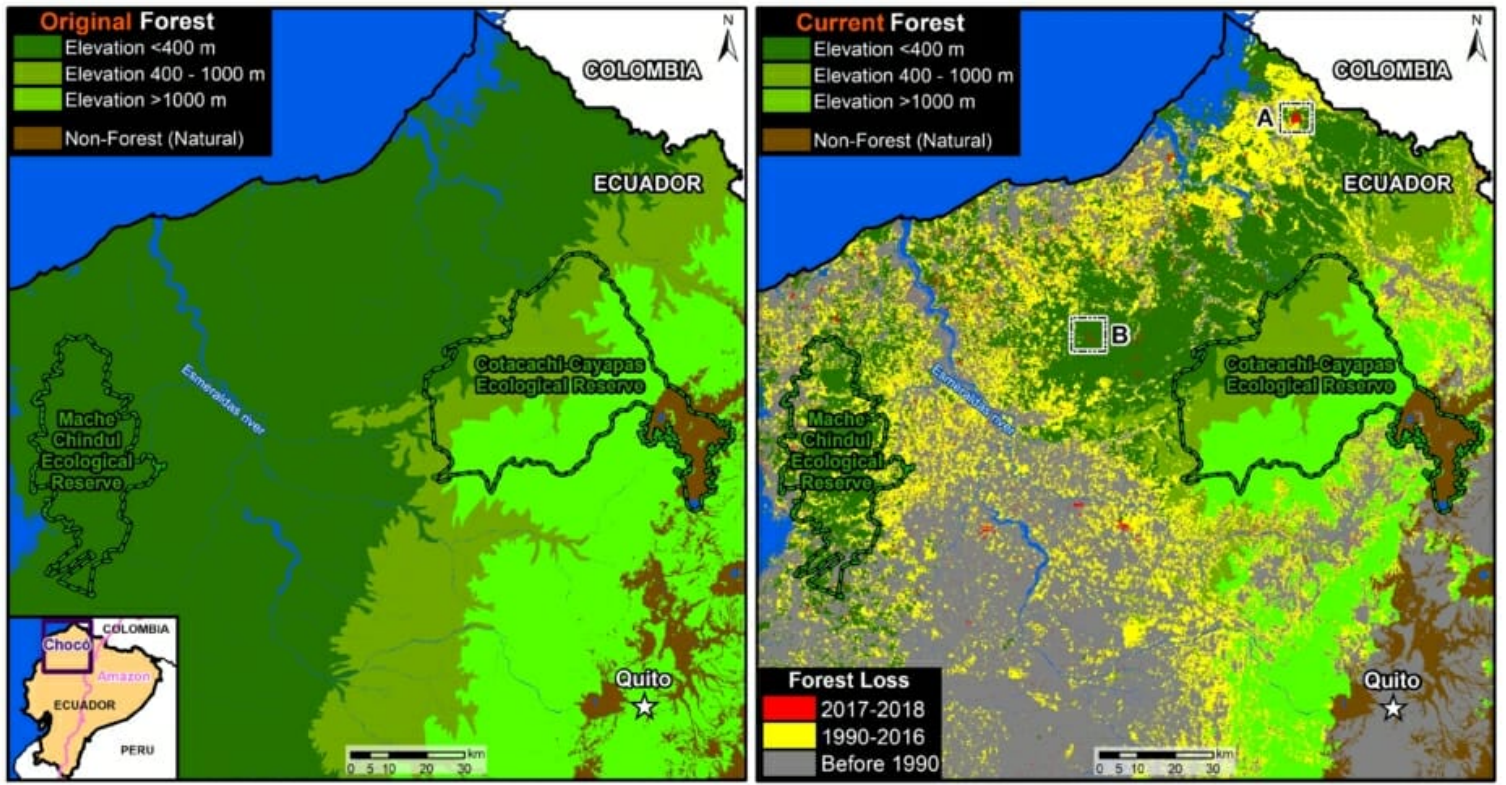 Original Forest
Elevation <400 m
Elevation 400 - 1000 m
Elevation >1000 m
Non-Forest (Natural)
N
COLOMBIA
ECUADOR
Cotacachi-Cayapas
Ecological Reserve
Esmeraldas river
Mache
Chindul
Ecological
Reserve
Quito
COLOMBIA
Chocó
Amazon
ECUADOR
PERU
km
0 5 10 20 30
Current Forest
Elevation <400 m
Elevation 400 - 1000 m
Elevation >1000 m
Non-Forest (Natural)
N
COLOMBIA
A
ECUADOR
B
Cotacachi-Cayapas
Ecological Reserve
Esmeraldas river
Mache
Chindul
Ecological
Reserve
Quito
Forest Loss
2017-2018
1990-2016
Before 1990
km
0 5 10 20 30